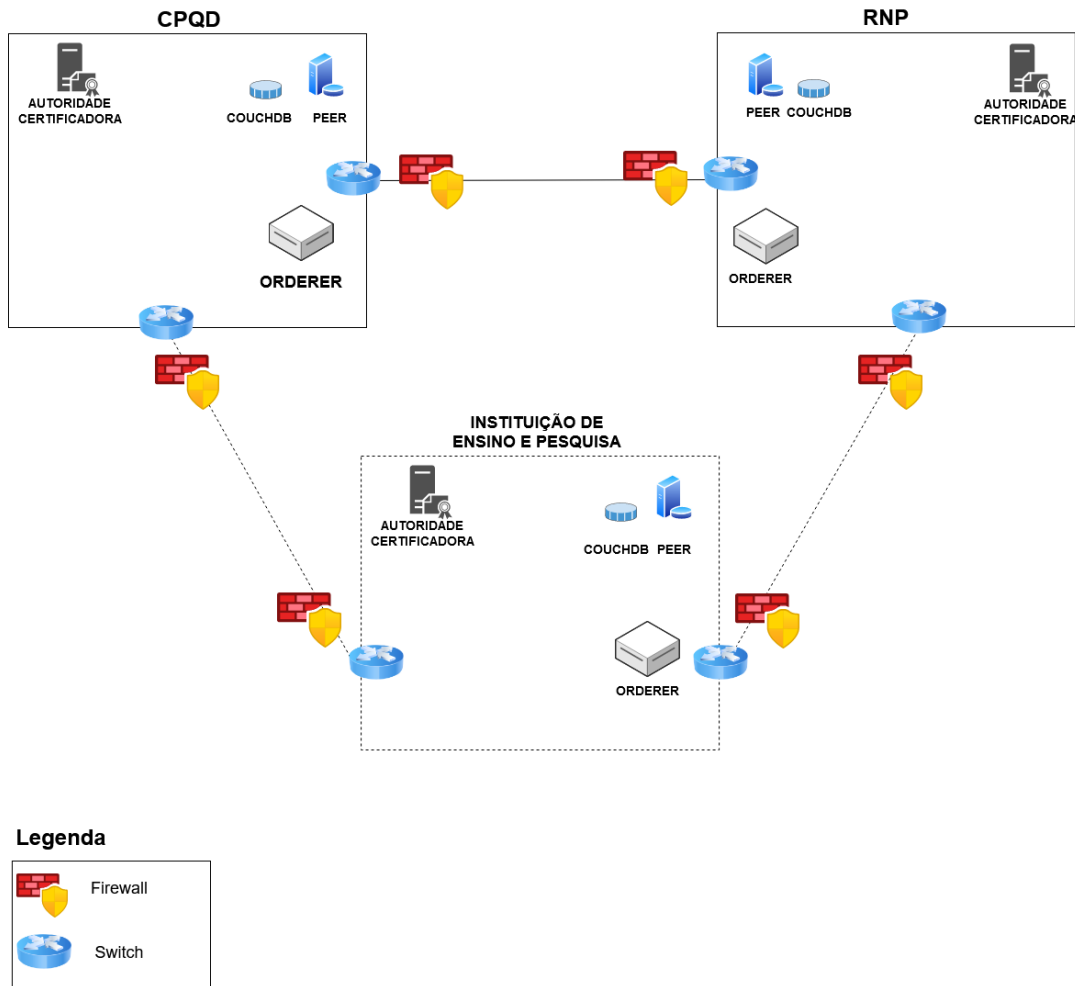 CPQD
RNP
AUTORIDADE
CERTIFICADORA
COUCHDB
PEER
ORDERER
PEER
COUCHDB
AUTORIDADE
CERTIFICADORA
ORDERER
INSTITUIÇÃO DE
ENSINO E PESQUISA
AUTORIDADE
CERTIFICADORA
COUCHDB
PEER
ORDERER
Legenda
Firewall
Switch